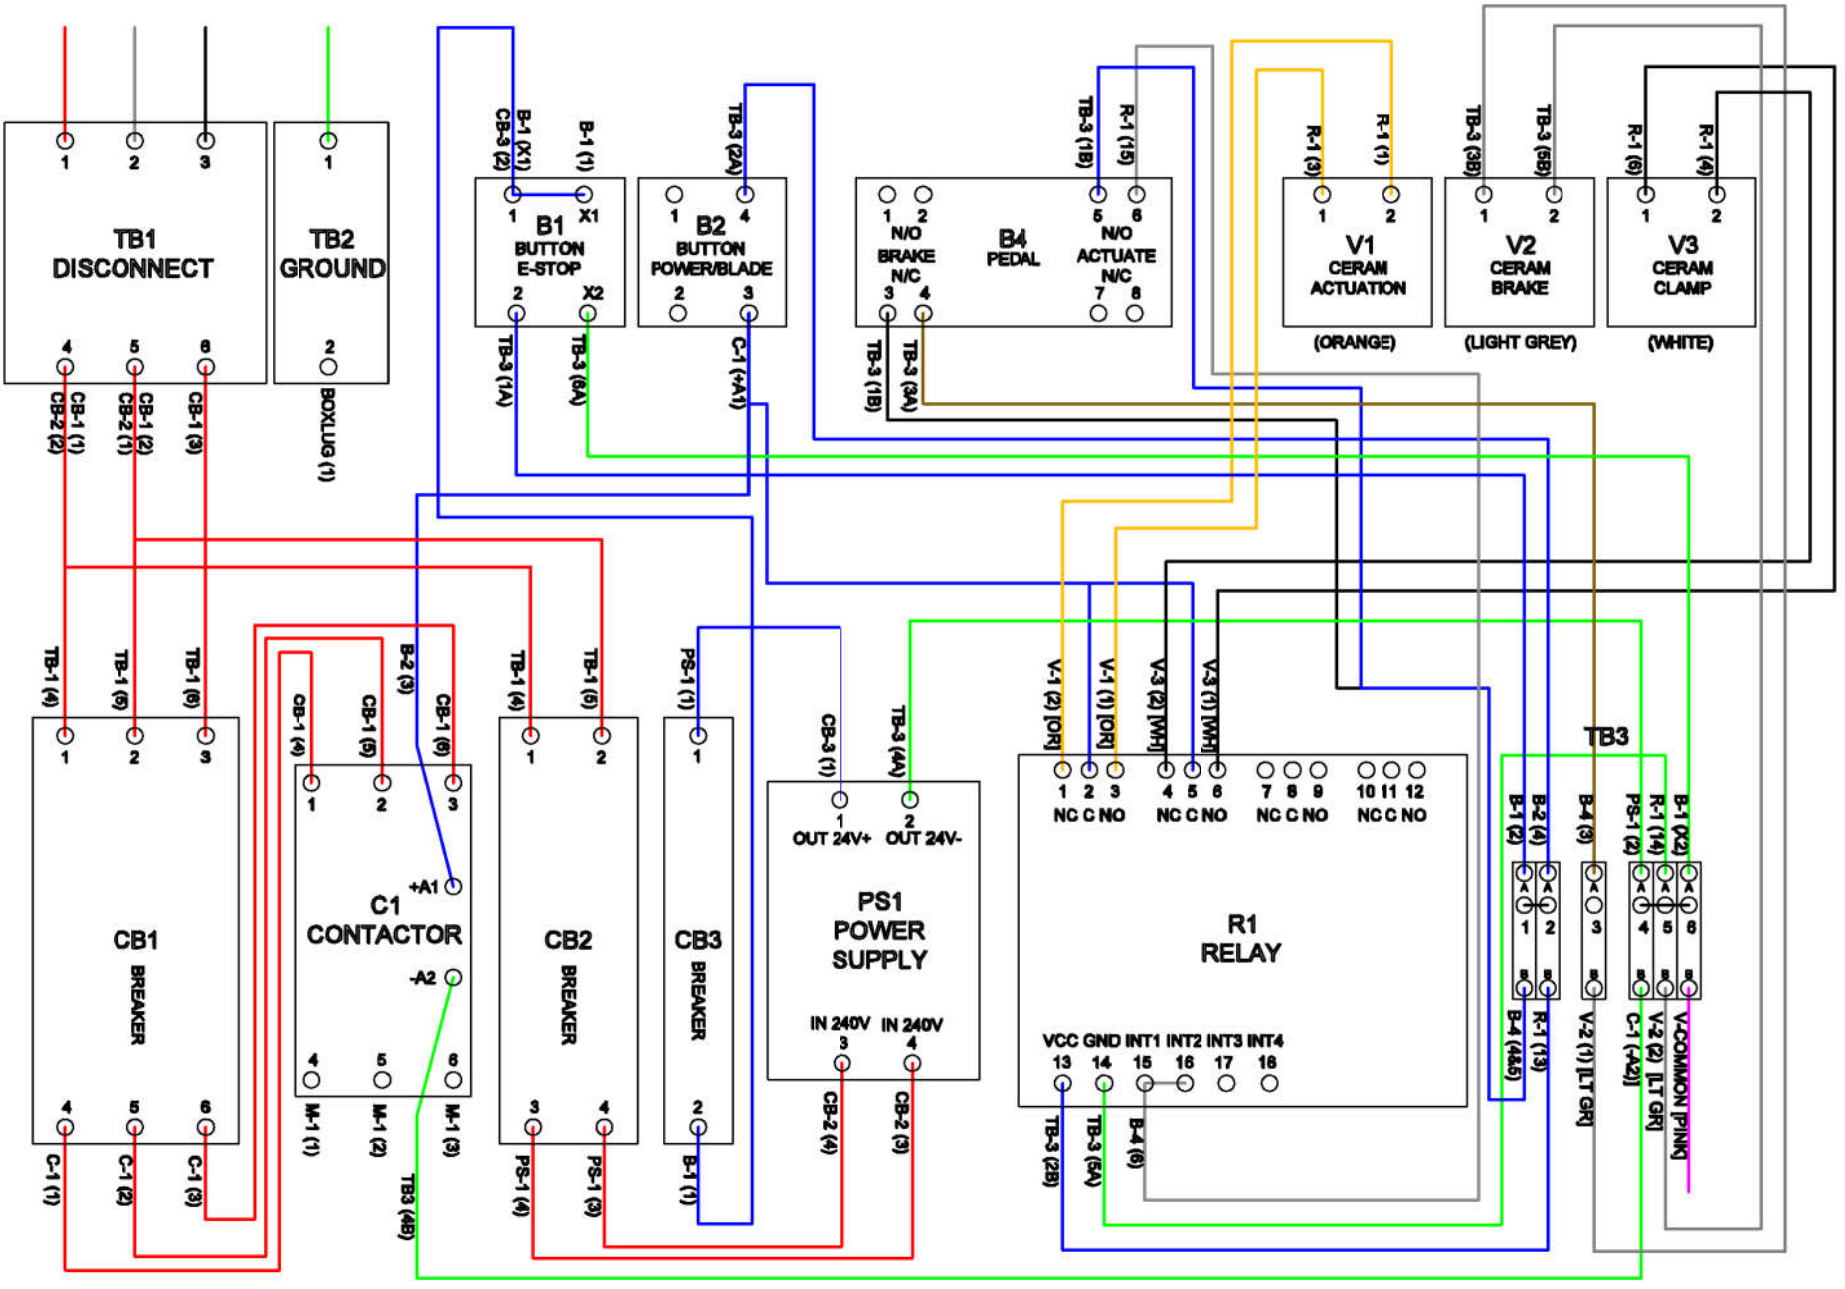 CB-3 (2)
B-1 (X1)
B-1 (1)
TB-3 (2A)
TB-3 (1B)
R-1 (15)
R-1 (3)
R-1 (1)
TB-3 (3B)
TB-3 (5B)
R-1 (6)
R-1 (4)
1 2 3
TB1
DISCONNECT
4 5 6
1
TB2
GROUND
2
1 X1
B1
BUTTON
E-STOP
2 X2
1 4
B2
BUTTON
POWER/BLADE
2 3
1 2
N/O
BRAKE
N/C
3 4
B4
PEDAL
5 6
N/O
ACTUATE
N/C
7 8
1 2
V1
CERAM
ACTUATION
(ORANGE)
1 2
V2
CERAM
BRAKE
(LIGHT GREY)
1 2
V3
CERAM
CLAMP
(WHITE)
CB-2 (2)
CB-1 (1)
CB-2 (1)
CB-1 (2)
CB-1 (3)
BOXLUG (1)
TB-3 (1A)
TB-3 (6A)
C-1 (+A1)
TB-3 (1B)
TB-3 (3A)
TB-1 (4)
TB-1 (5)
TB-1 (6)
CB-1 (4)
CB-1 (5)
B-2 (3)
CB-1 (6)
TB-1 (4)
TB-1 (5)
PS-1 (1)
CB-3 (1)
TB-3 (4A)
V-1 (2) [OR]
V-1 (1) [OR]
V-3 (2) [WH]
V-3 (1) [WH]
1 2 3
CB1
BREAKER
4 5 6
1 2 3
+A1
C1
CONTACTOR
-A2
4 5 6
1 2
CB2
BREAKER
3 4
1
CB3
BREAKER
2
1 2
OUT 24V+ OUT 24V-
PS1
POWER
SUPPLY
IN 240V IN 240V
3 4
1 2 3 4 5 6 7 8 9 10 11 12
NC C NO NC C NO NC C NO NC C NO
R1
RELAY
VCC GND INT1 INT2 INT3 INT4
13 14 15 16 17 18
TB3
B-1 (2)
B-2 (4)
B-4 (3)
PS-1 (2)
R-1 (14)
B-1 (X2)
A A A A A A
1 2 3 4 5 6
B B B B B B
B-4 (4&5)
R-1 (13)
V-2 (1) [LT GR]
C-1 (-A2)]
V-2 (2) [LT GR]
V-COMMON [PINK]
C-1 (1)
C-1 (2)
C-1 (3)
M-1 (1)
M-1 (2)
TB3 (4B)
M-1 (3)
PS-1 (4)
PS-1 (3)
B-1 (1)
CB-2 (4)
CB-2 (3)
TB-3 (2B)
TB-3 (5A)
B-4 (6)